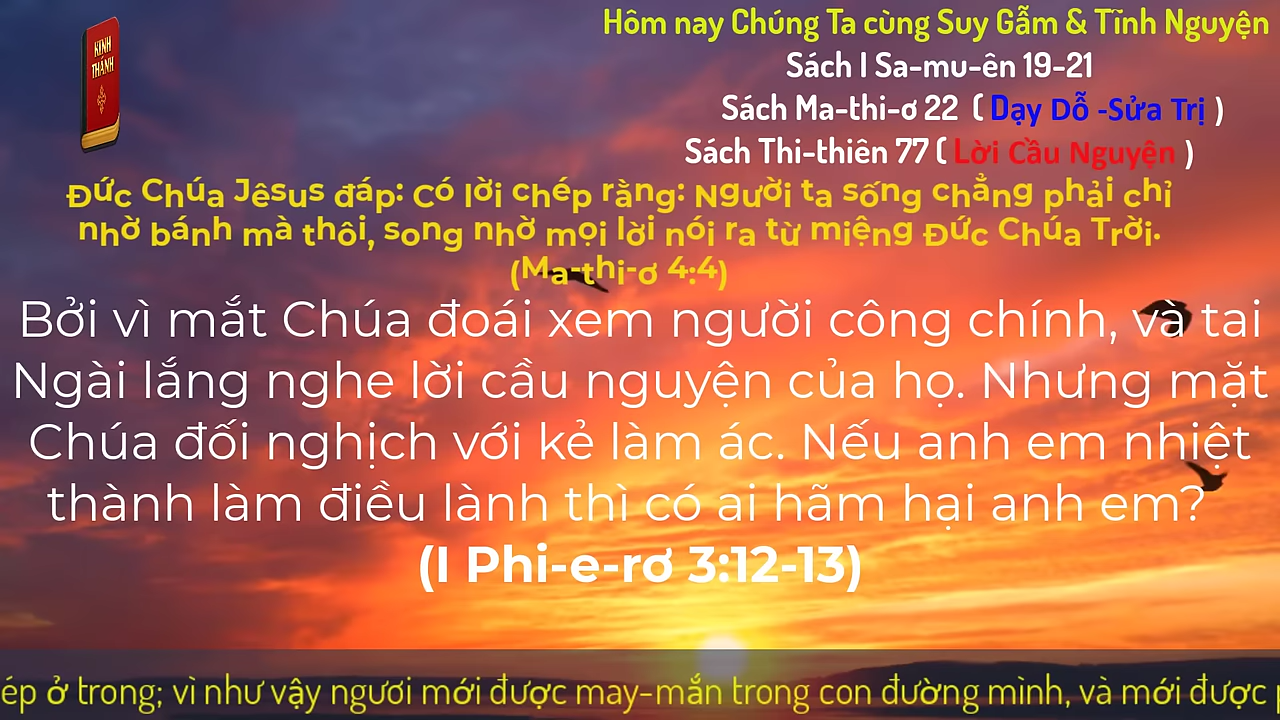 KINH
THÁNH
Hôm nay Chúng Ta cùng Suy Gẫm & Tĩnh Nguyện
Sách I Sa-mu-ên 19-21
Sách Ma-thi-ơ 22 ( Dạy Dỗ -Sửa Trị )
Sách Thi-thiên 77 ( Lời Cầu Nguyện )
Đức Chúa Jêsus đáp: Có lời chép rằng: Người ta sống chẳng phải chỉ
nhờ bánh mà thôi, song nhờ mọi lời nói ra từ miệng Đức Chúa Trời.
(Ma-thi-ơ 4:4)
Bởi vì mắt Chúa đoái xem người công chính, và tai
Ngài lắng nghe lời cầu nguyện của họ. Nhưng mặt
Chúa đối nghịch với kẻ làm ác. Nếu anh em nhiệt
thành làm điều lành thì có ai hãm hại anh em?
(I Phi-e-rơ 3:12-13)
ép ở trong; vì như vậy ngươi mới được may-mắn trong con đường mình, và mới được